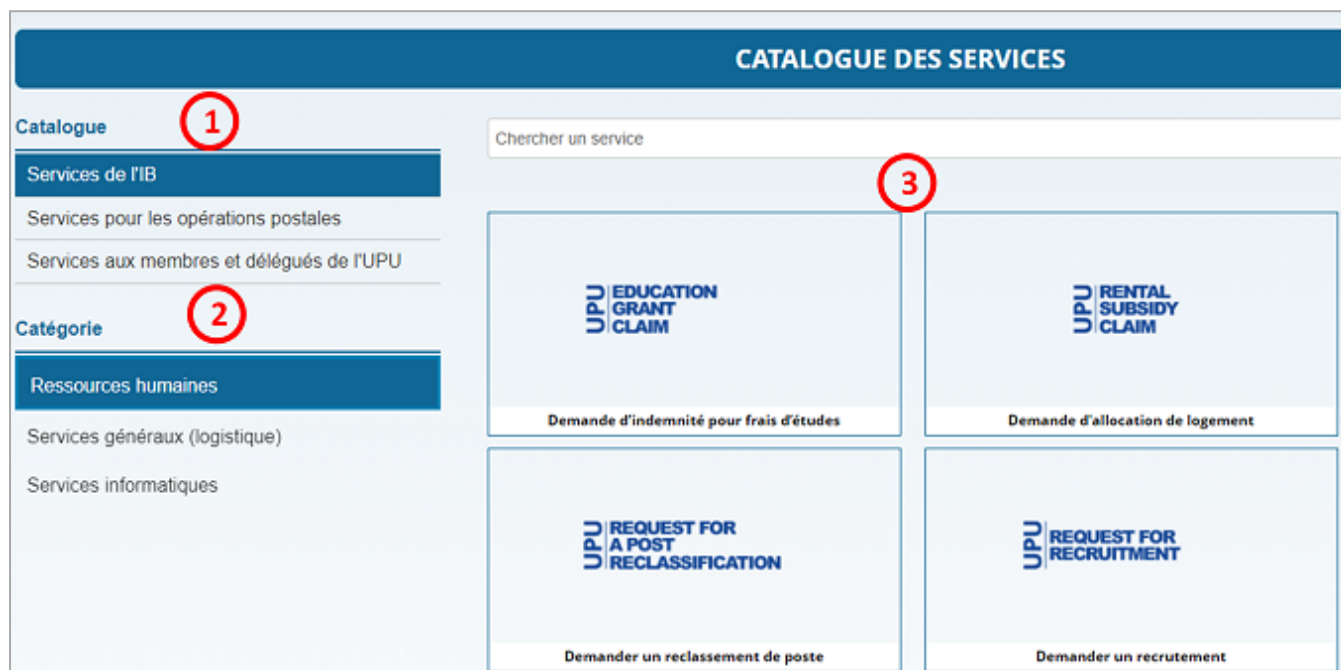 CATALOGUE DES SERVICES
Catalogue
1
Services de l'IB
Services pour les opérations postales
Services aux membres et délégués de l'UPU
2
Catégorie
Ressources humaines
Services généraux (logistique)
Services informatiques
Chercher un service
3
UPU
EDUCATION
GRANT
CLAIM
Demande d'indemnité pour frais d'études
UPU
RENTAL
SUBSIDY
CLAIM
Demande d'allocation de logement
UPU
REQUEST FOR
A POST
RECLASSIFICATION
Demander un reclassement de poste
UPU
REQUEST FOR
RECRUITMENT
Demander un recrutement